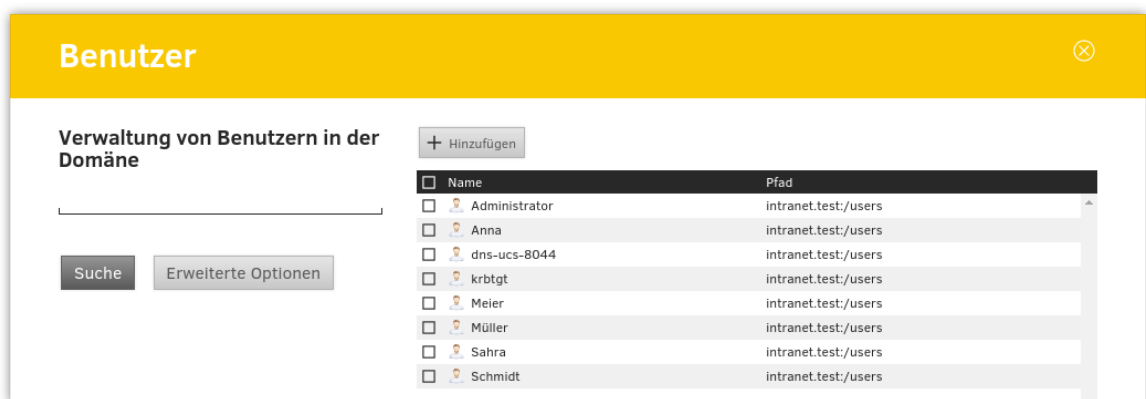 Benutzer
Verwaltung von Benutzern in der
Domäne
Suche
Erweiterte Optionen
Hinzufügen
Name Pfad
Administrator intranet.test:/users
Anna intranet.test:/users
dns-ucs-8044 intranet.test:/users
krbtgt intranet.test:/users
Meier intranet.test:/users
Müller intranet.test:/users
Sahra intranet.test:/users
Schmidt intranet.test:/users